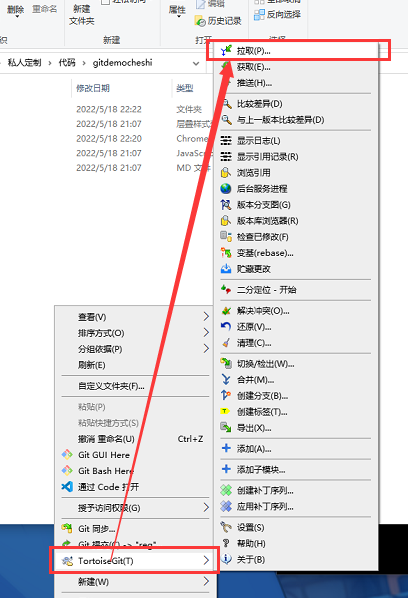 删除 重命名
新建
文件夹
新建
属性
编辑
历史记录
打开
全部选择
反向选择
私人定制 › 代码 › gitdemocheshi
修改日期
类型
2022/5/18 22:22 文件夹
2022/5/18 21:07 层叠样式
2022/5/18 22:20 Chrome
2022/5/18 21:07 JavaScr
2022/5/18 21:07 MD 文件
查看(V)
排序方式(O)
分组依据(P)
刷新(E)
自定义文件夹(F)...
粘贴(P)
粘贴快捷方式(S)
撤消 重命名(U) Ctrl+Z
Git GUI Here
Git Bash Here
通过 Code 打开
授予访问权限(G)
Git 同步...
Git 提交(C) -> "reg"
TortoiseGit(T)
新建(W)
拉取(P)...
获取(E)...
推送(H)...
比较差异(D)
与上一版本比较差异(D)
显示日志(L)
显示引用记录(R)
浏览引用
后台服务进程
版本分支图(G)
版本库浏览器(R)
检查已修改(F)
变基(rebase)...
贮藏更改
二分定位 - 开始
解决冲突(O)...
还原(V)...
清理(C)...
切换/检出(W)...
合并(M)...
创建分支(B)...
创建标签(T)...
导出(X)...
添加(A)...
添加子模块...
创建补丁序列...
应用补丁序列...
设置(S)
帮助(H)
关于(B)